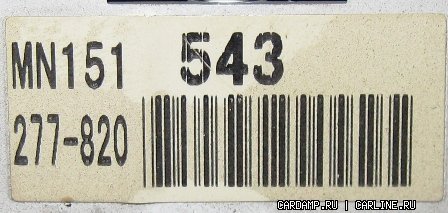 MN151 543
277-820
CARDAMP.RU | CARLINE.RU